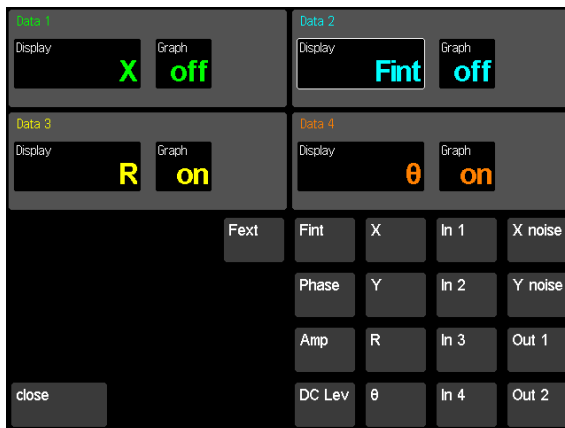 Data 1
Display Graph
X off
Data 2
Display Graph
Fint off
Data 3
Display Graph
R on
Data 4
Display Graph
θ on
Fext Fint X In 1 X noise
Phase Y In 2 Y noise
Amp R In 3 Out 1
close DC Lev θ In 4 Out 2